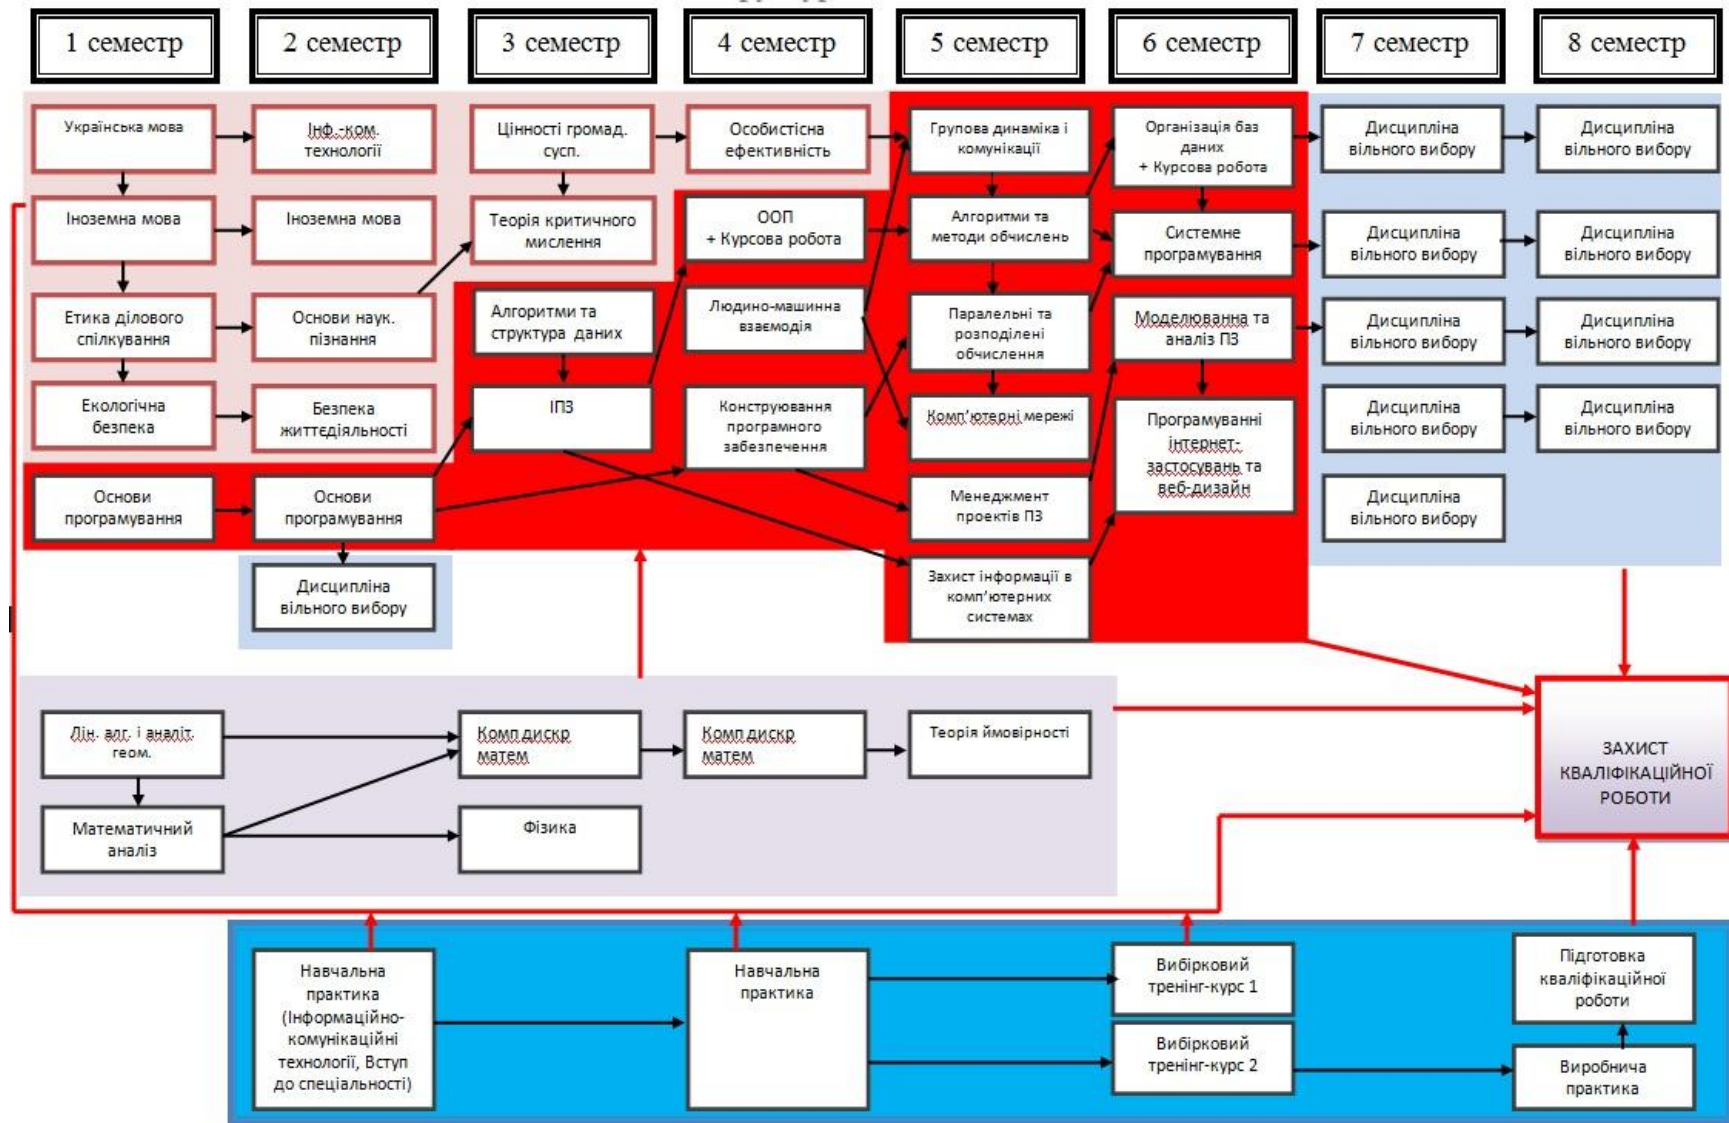 1 семестр
2 семестр
3 семестр
4 семестр
5 семестр
6 семестр
7 семестр
8 семестр
Українська мова
Інф.-ком.
технології
Цінності громад.
сусп.
Особистісна
ефективність
Групова динаміка і
комунікації
Організація баз
даних
+ Курсова робота
Дисципліна
вільного вибору
Дисципліна
вільного вибору
Іноземна мова
Іноземна мова
Теорія критичного
мислення
ООП
+ Курсова робота
Алгоритми та
методи обчислень
Системне
програмування
Дисципліна
вільного вибору
Дисципліна
вільного вибору
Етика ділового
спілкування
Основи наук.
пізнання
Алгоритми та
структура даних
Людино-машинна
взаємодія
Паралельні та
розподілені
обчислення
Моделюванна та
аналіз ПЗ
Дисципліна
вільного вибору
Дисципліна
вільного вибору
Екологічна
безпека
Безпека
життєдіяльності
ІПЗ
Конструювання
програмного
забезпечення
Комп'ютерні мережі
Програмуванні
інтернет-
застосувань та
веб-дизайн
Дисципліна
вільного вибору
Дисципліна
вільного вибору
Основи
програмування
Основи
програмування
Менеджмент
проектів ПЗ
Дисципліна
вільного вибору
Дисципліна
вільного вибору
Захист інформації в
комп'ютерних
системах
Лін. алг. і аналіт.
геом.
Комп дискр
матем
Комп дискр
матем
Теорія ймовірності
ЗАХИСТ
КВАЛІФІКАЦІЙНОЇ
РОБОТИ
Математичний
аналіз
Фізика
Навчальна
практика
(Інформаційно-
комунікаційні
технології, Вступ
до спеціальності)
Навчальна
практика
Вибірковий
тренінг-курс 1
Вибірковий
тренінг-курс 2
Підготовка
кваліфікаційної
роботи
Виробнича
практика